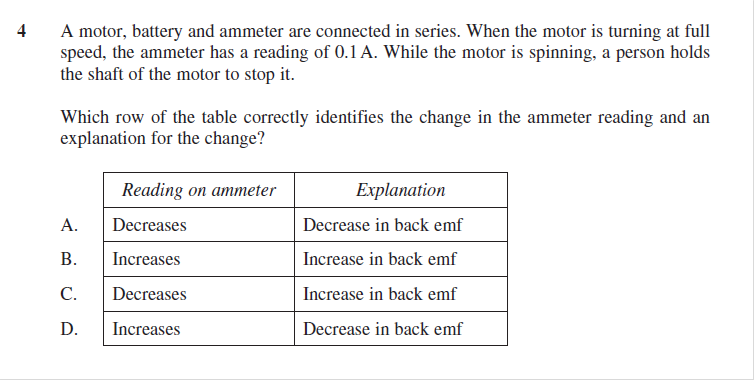 4 A motor, battery and ammeter are connected in series. When the motor is turning at full
speed, the ammeter has a reading of 0.1 A. While the motor is spinning, a person holds
the shaft of the motor to stop it.
Which row of the table correctly identifies the change in the ammeter reading and an
explanation for the change?
Reading on ammeter Explanation
A. Decreases Decrease in back emf
B. Increases Increase in back emf
C. Decreases Increase in back emf
D. Increases Decrease in back emf